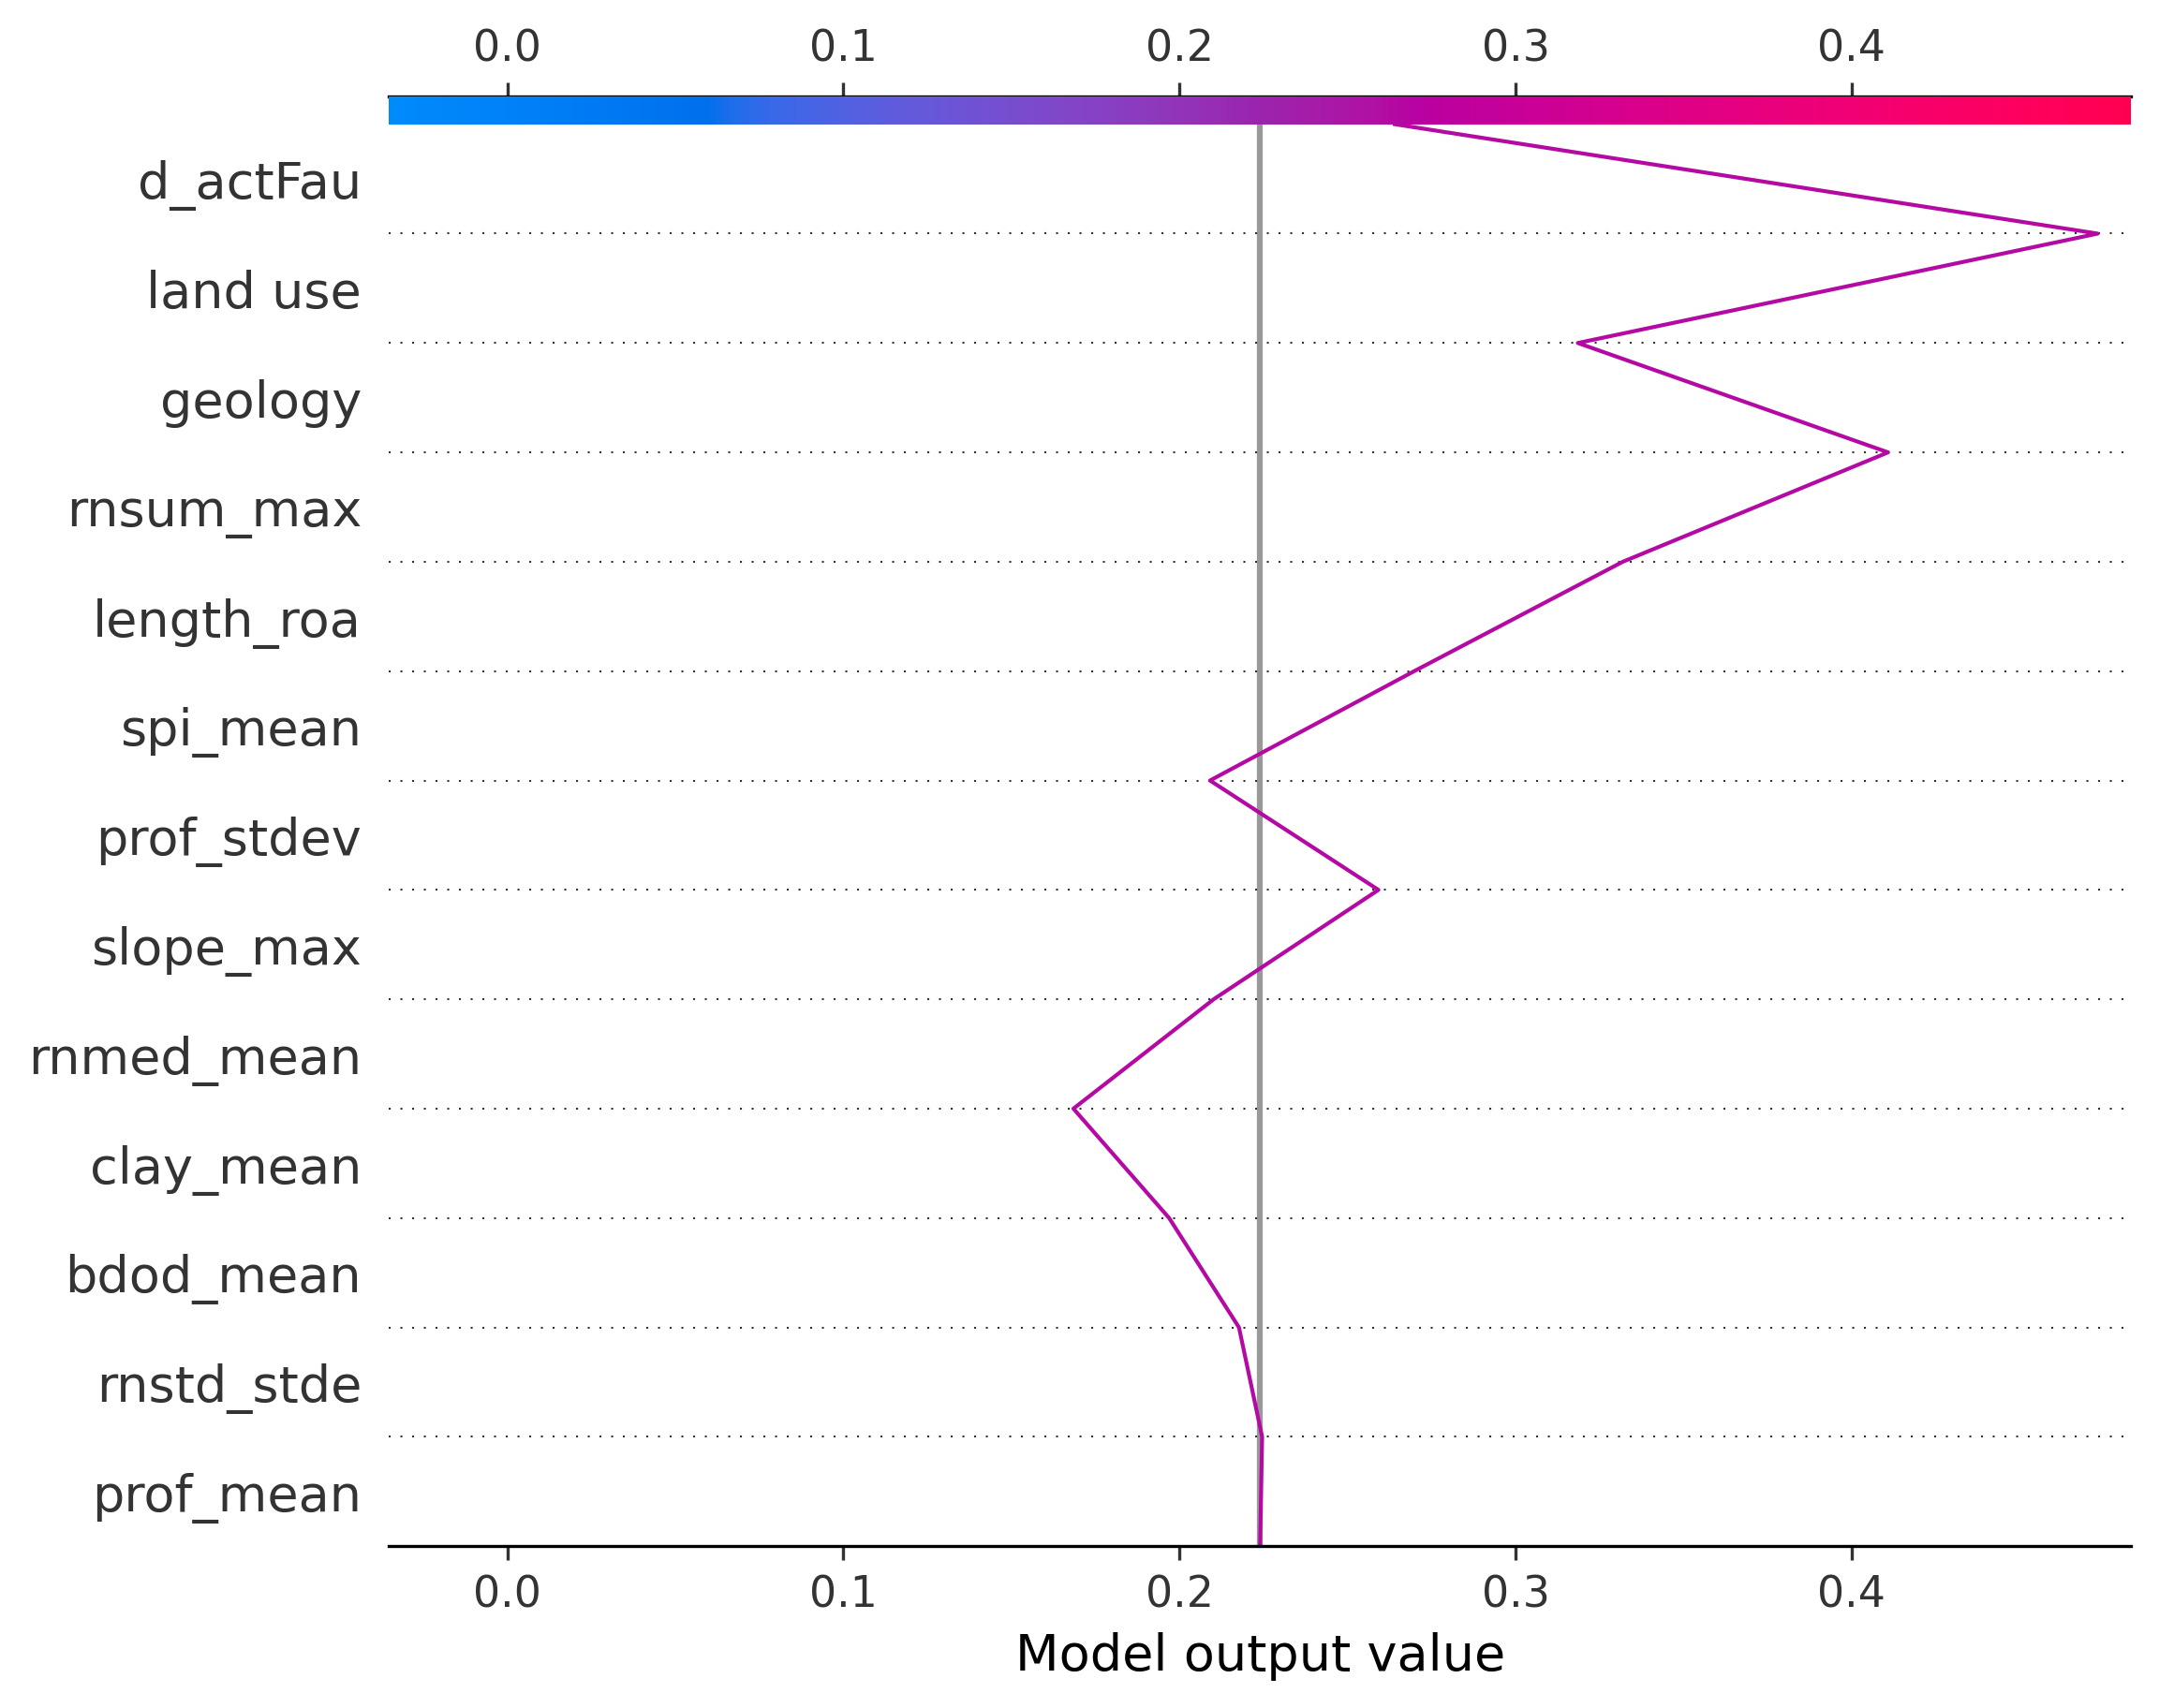 0.0 0.1 0.2 0.3 0.4
d_actFau
land use
geology
rnsum_max
length_roa
spi_mean
prof_stdev
slope_max
rnmed_mean
clay_mean
bdod_mean
rnstd_stde
prof_mean
0.0 0.1 0.2 0.3 0.4
Model output value